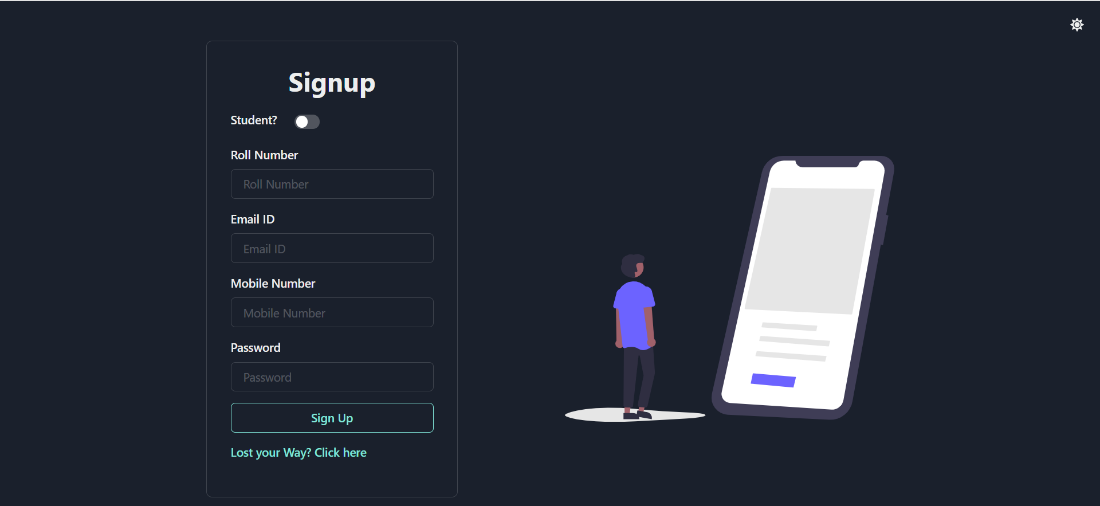 Signup
Student?
Roll Number
Roll Number
Email ID
Email ID
Mobile Number
Mobile Number
Password
Password
Sign Up
Lost your Way? Click here